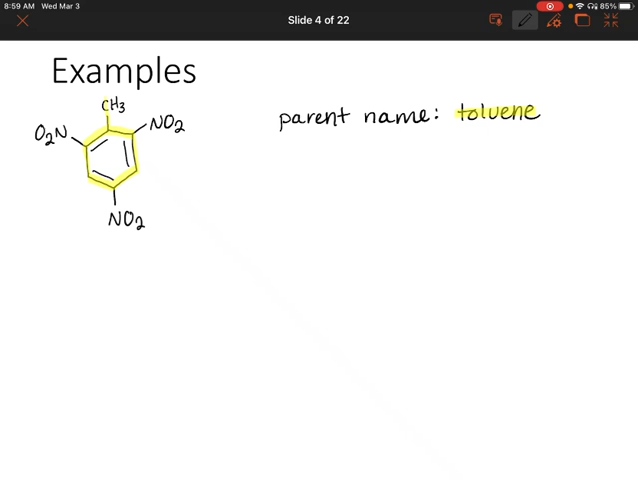 8:59 AM Wed Mar 3
85%
Slide 4 of 22
Examples
CH3
O2N
NO2
NO2
parent name: toluene